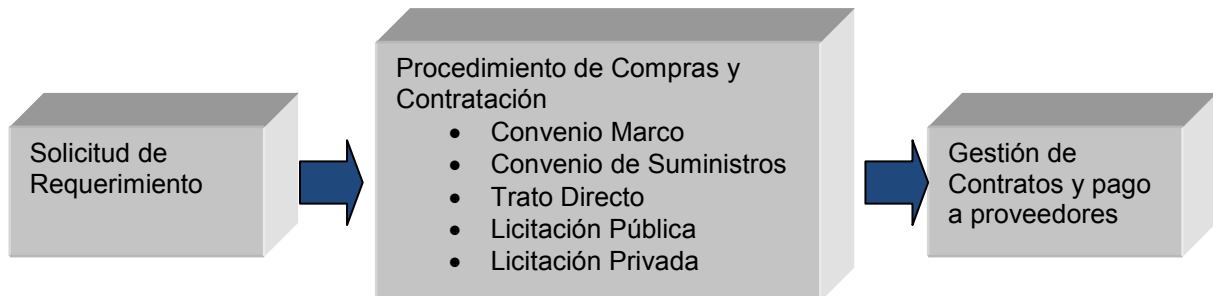 Solicitud de
Requerimiento
Procedimiento de Compras y
Contratación
• Convenio Marco
• Convenio de Suministros
• Trato Directo
• Licitación Pública
• Licitación Privada
Gestión de
Contratos y pago
a proveedores